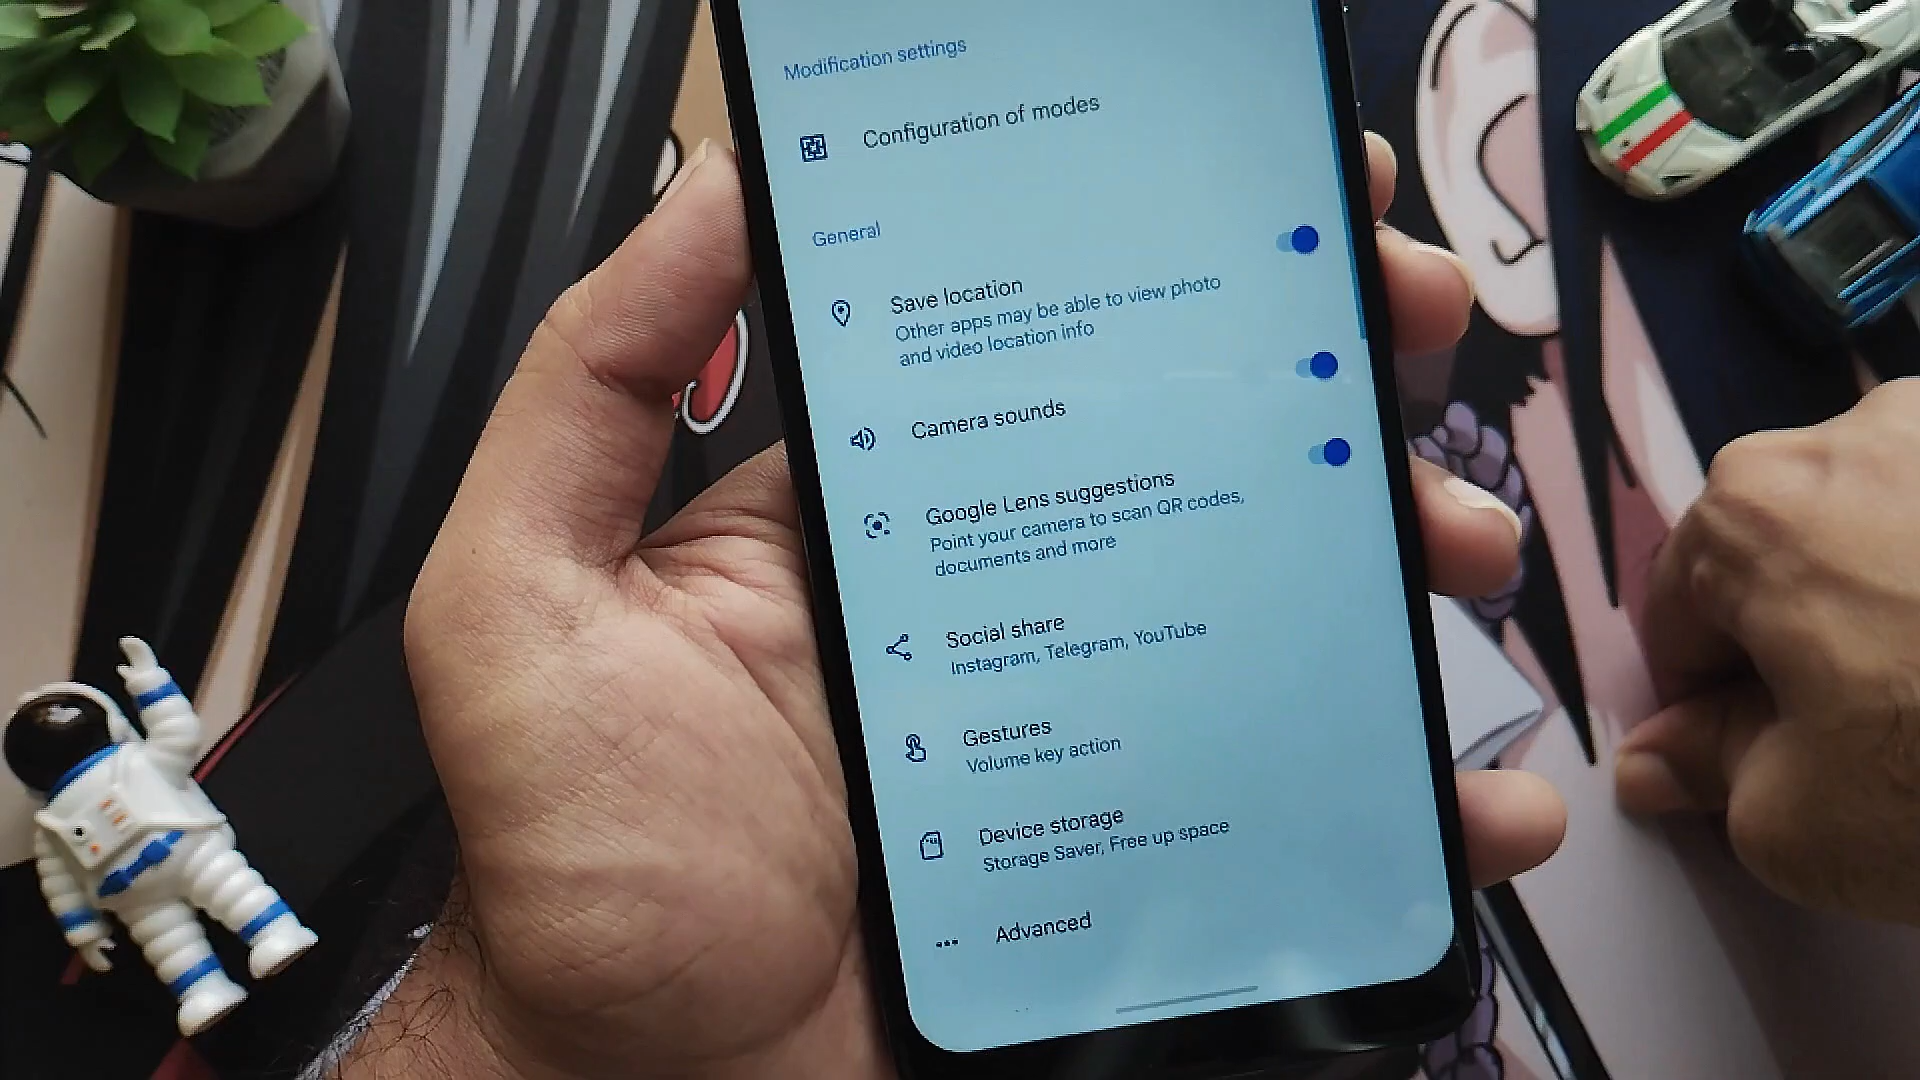 Modification settings
Configuration of modes
General
Save location
Other apps may be able to view photo
and video location info
Camera sounds
Google Lens suggestions
Point your camera to scan QR codes,
documents and more
Social share
Instagram, Telegram, YouTube
Gestures
Volume key action
Device storage
Storage Saver, Free up space
Advanced